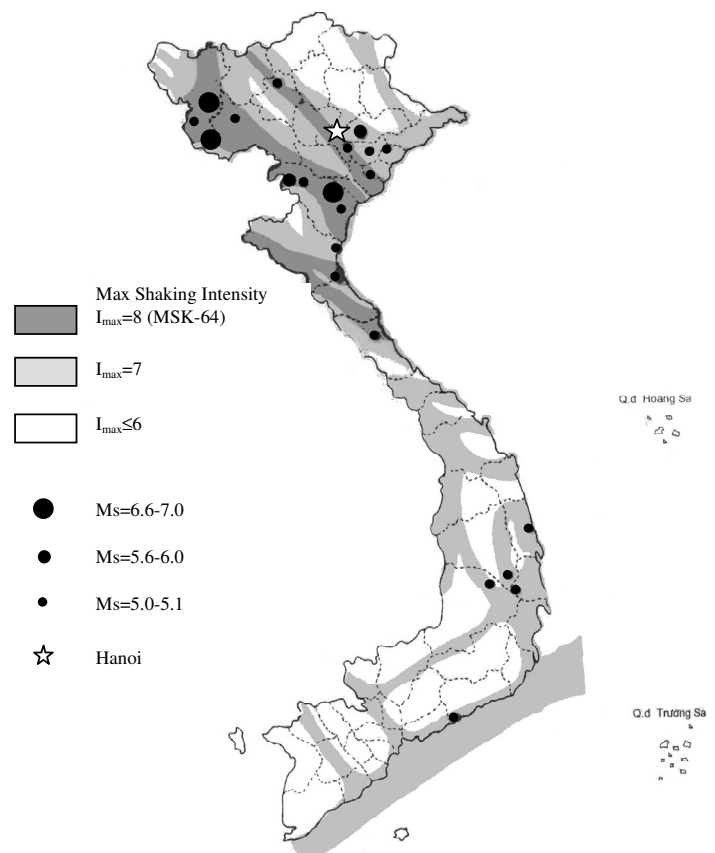 Max Shaking Intensity
Iₘₐₓ=8 (MSK-64)
Iₘₐₓ=7
Iₘₐₓ≤6
Q.đ Hoàng Sa
Ms=6.6-7.0
Ms=5.6-6.0
Ms=5.0-5.1
Hanoi
Q.đ Trường Sa